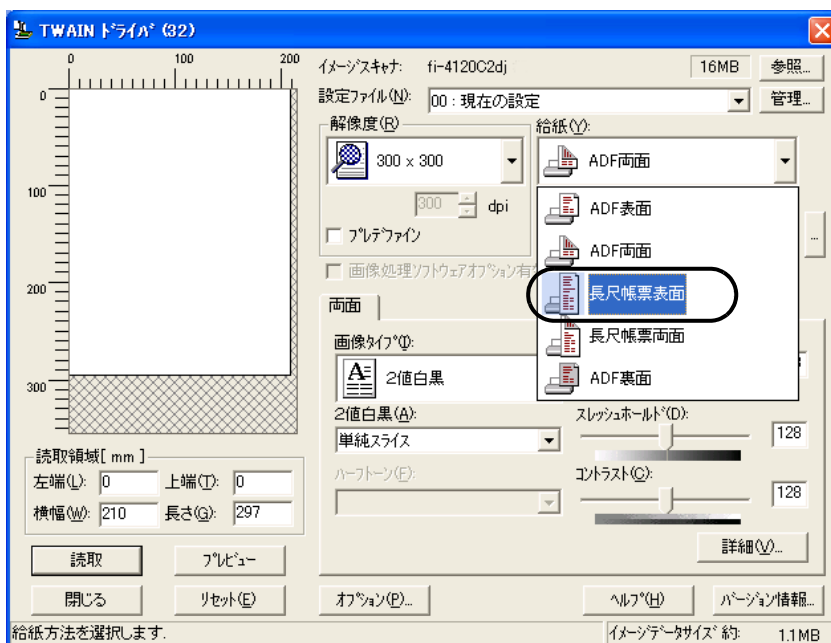 TWAIN ﾄﾞﾗｲﾊﾞ (32)
0 100 200
0
100
200
300
ｲﾒｰｼﾞｽｷｬﾅ: fi-4120C2dj 16MB 参照...
設定ﾌｧｲﾙ(N): 00 : 現在の設定 管理...
解像度(R)
300 × 300
300 dpi
ﾌﾟﾚﾃﾞﾌｧｲﾝ
給紙(Y):
ADF両面
ADF表面
ADF両面
長尺帳票表面
長尺帳票両面
ADF裏面
...
画像処理ｿﾌﾄｳｪｱｵﾌﾟｼｮﾝ有
両面
画像ﾀｲﾌﾟ(I):
2値白黒
2値白黒(A):
単純ｽﾗｲｽ
ﾊｰﾌﾄｰﾝ(F):
ｽﾚｯｼｭﾎｰﾙﾄﾞ(D):
128
ｺﾝﾄﾗｽﾄ(C):
128
詳細(V)...
読取領域[ mm ]
左端(L): 0 上端(T): 0
横幅(W): 210 長さ(G): 297
読取 ﾌﾟﾚﾋﾞｭｰ
閉じる ﾘｾｯﾄ(E) ｵﾌﾟｼｮﾝ(P)... ﾍﾙﾌﾟ(H) ﾊﾞｰｼﾞｮﾝ情報...
給紙方法を選択します. ｲﾒｰｼﾞﾃﾞｰﾀｻｲｽﾞ 約: 1.1MB